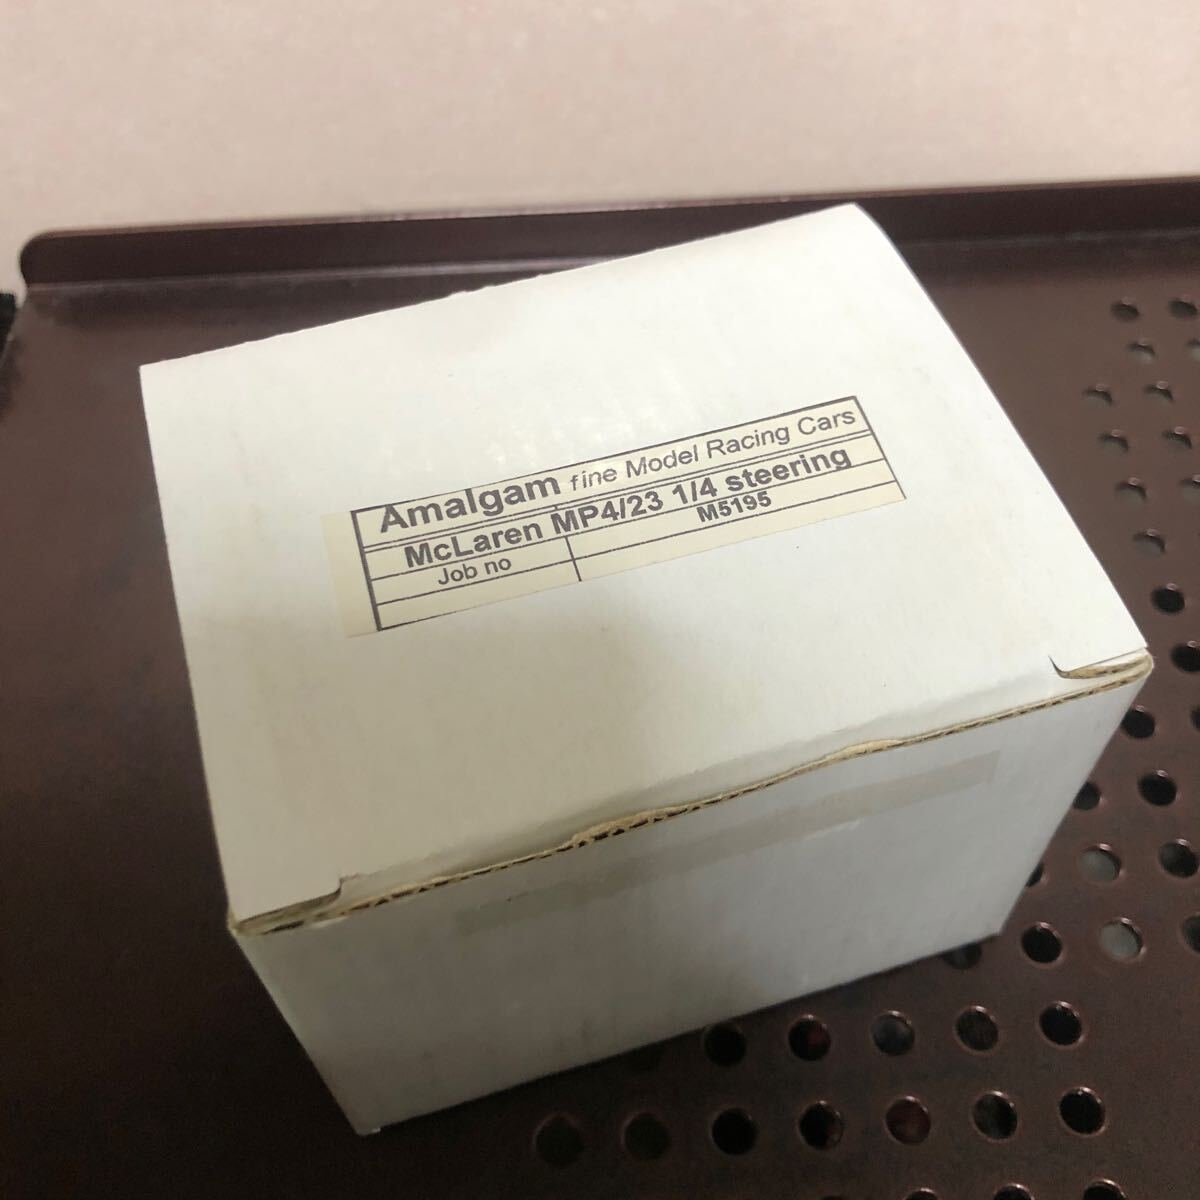 Amalgam fine Model Racing Cars
McLaren MP4/23 1/4 steering
Job no M5195